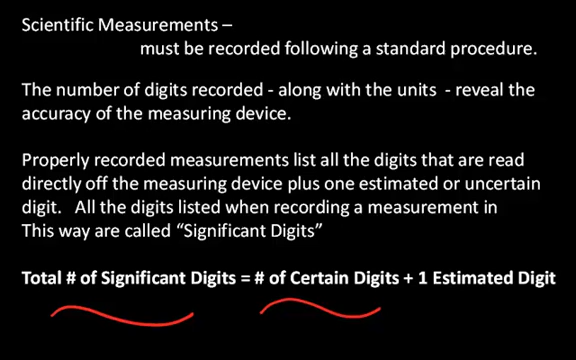 Scientific Measurements –
must be recorded following a standard procedure.
The number of digits recorded - along with the units - reveal the
accuracy of the measuring device.
Properly recorded measurements list all the digits that are read
directly off the measuring device plus one estimated or uncertain
digit. All the digits listed when recording a measurement in
This way are called “Significant Digits”
Total # of Significant Digits = # of Certain Digits + 1 Estimated Digit